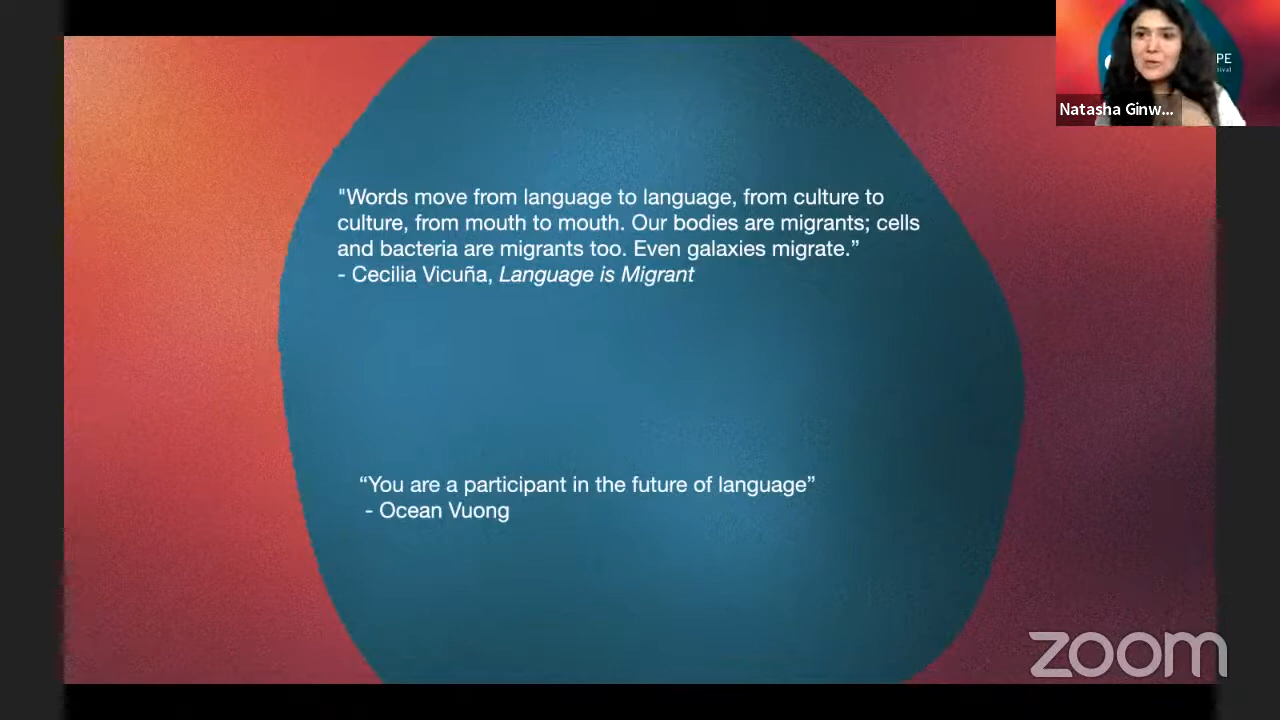 PE
ival
Natasha Ginw...
"Words move from language to language, from culture to
culture, from mouth to mouth. Our bodies are migrants; cells
and bacteria are migrants too. Even galaxies migrate.”
- Cecilia Vicuña, Language is Migrant
“You are a participant in the future of language”
- Ocean Vuong
zoom